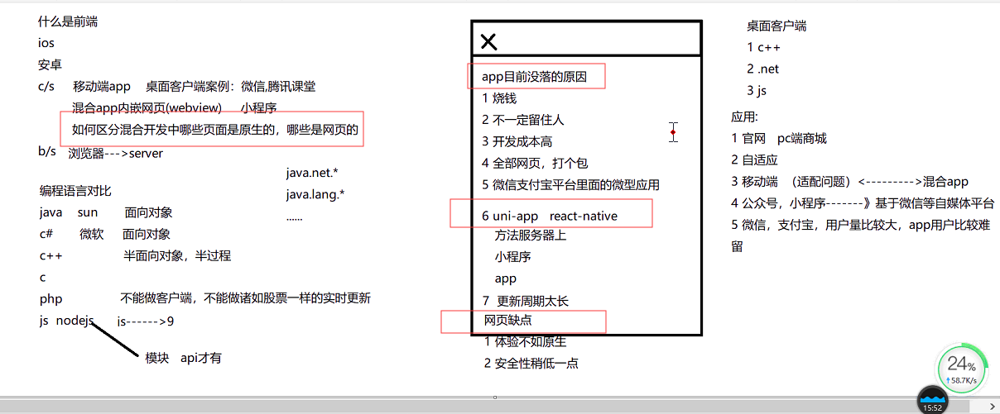 什么是前端
ios
安卓
c/s 移动端app 桌面客户端案例：微信,腾讯课堂
混合app内嵌网页(webview) 小程序
如何区分混合开发中哪些页面是原生的，哪些是网页的
b/s 浏览器--->server
java.net.*
java.lang.*
......
编程语言对比
java sun 面向对象
c# 微软 面向对象
c++ 半面向对象，半过程
c
php 不能做客户端，不能做诸如股票一样的实时更新
js nodejs is------>9
模块 api才有
app目前没落的原因
1 烧钱
2 不一定留住人
3 开发成本高
4 全部网页，打个包
5 微信支付宝平台里面的微型应用
6 uni-app react-native
方法服务器上
小程序
app
7 更新周期太长
网页缺点
1 体验不如原生
2 安全性稍低一点
桌面客户端
1 c++
2 .net
3 js
应用:
1 官网 pc端商城
2 自适应
3 移动端 （适配问题）<--------->混合app
4 公众号，小程序-------》基于微信等自媒体平台
5 微信，支付宝，用户量比较大，app用户比较难
留
24%
58.7K/s
15:52